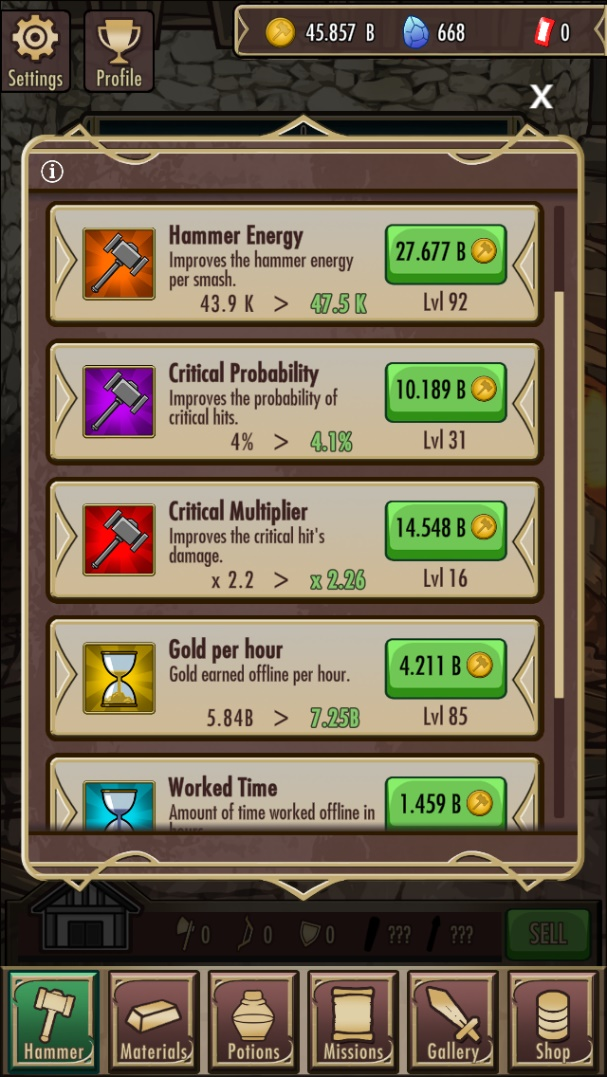 Settings
Profile
45.857 B
668
0
X
i
Hammer Energy
Improves the hammer energy
per smash.
43.9 K > 47.5 K
27.677 B
Lvl 92
Critical Probability
Improves the probability of
critical hits.
4% > 4.1%
10.189 B
Lvl 31
Critical Multiplier
Improves the critical hit's
damage.
x 2.2 > x 2.26
14.548 B
Lvl 16
Gold per hour
Gold earned offline per hour.
5.84B > 7.25B
4.211 B
Lvl 85
Worked Time
Amount of time worked offline in
1.459 B
0 0 0 ??? ???
SELL
Hammer
Materials
Potions
Missions
Gallery
Shop